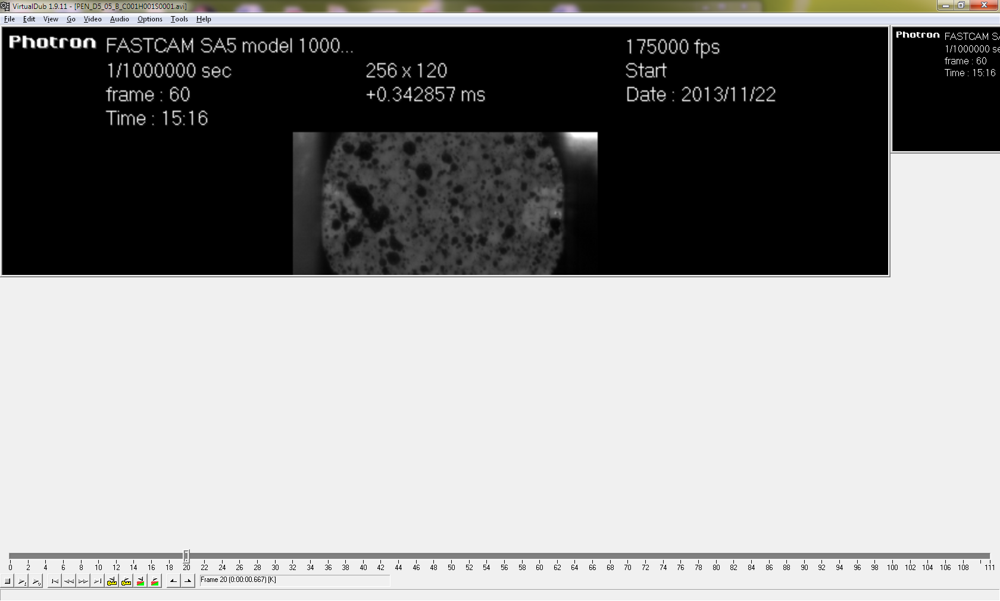 VirtualDub 1.9.11 - [PEN_D5_05_B_C001H001S0001.avi]
File Edit View Go Video Audio Options Tools Help
Photron FASTCAM SA5 model 1000... 175000 fps
1/1000000 sec 256 x 120 Start
frame : 60 +0.342857 ms Date : 2013/11/22
Time : 15:16
Photron FASTCAM SA
1/1000000 se
frame : 60
Time : 15:16
0 2 4 6 8 10 12 14 16 18 20 22 24 26 28 30 32 34 36 38 40 42 44 46 48 50 52 54 56 58 60 62 64 66 68 70 72 74 76 78 80 82 84 86 88 90 92 94 96 98 100 102 104 106 108 111
Frame 20 (0:00:00.667) [K]